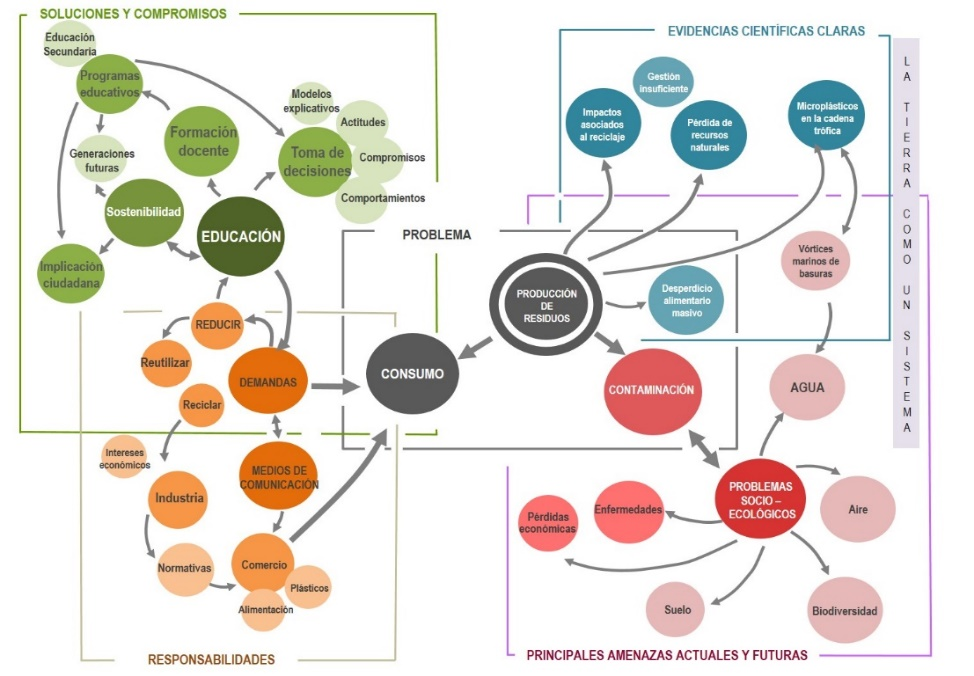 SOLUCIONES Y COMPROMISOS
Educación
Secundaria
Programas
educativos
Generaciones
futuras
Formación
docente
Modelos
explicativos
Actitudes
Toma de
decisiones
Compromisos
Comportamientos
Sostenibilidad
EDUCACIÓN
Implicación
ciudadana
EVIDENCIAS CIENTÍFICAS CLARAS
Impactos
asociados
al reciclaje
Gestión
insuficiente
Pérdida de
recursos
naturales
Microplásticos
en la cadena
trófica
LA TIERRA COMO UN SISTEMA
PROBLEMA
PRODUCCIÓN
DE
RESIDUOS
Desperdicio
alimentario
masivo
Vórtices
marinos de
basuras
CONSUMO
CONTAMINACIÓN
AGUA
REDUCIR
Reutilizar
DEMANDAS
Reciclar
Intereses
económicos
MEDIOS DE
COMUNICACIÓN
Industria
Normativas
Comercio
Plásticos
Alimentación
RESPONSABILIDADES
PROBLEMAS
SOCIO –
ECOLÓGICOS
Pérdidas
económicas
Enfermedades
Aire
Suelo
Biodiversidad
PRINCIPALES AMENAZAS ACTUALES Y FUTURAS